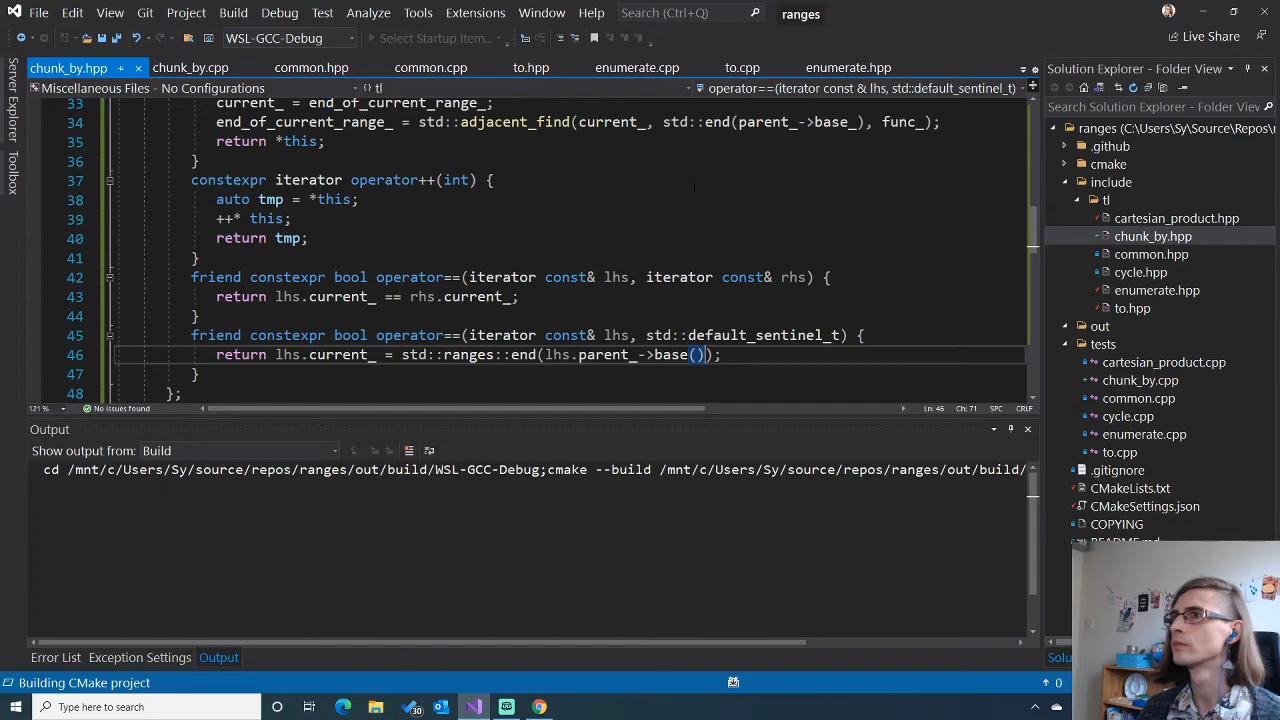 File Edit View Git Project Build Debug Test Analyze Tools Extensions Window Help Search (Ctrl+Q) ranges
WSL-GCC-Debug Select Startup Item... Live Share
Server Explorer
Toolbox
chunk_by.hpp chunk_by.cpp common.hpp common.cpp to.hpp enumerate.cpp to.cpp enumerate.hpp
Miscellaneous Files No Configurations tl operator==(iterator const & lhs, std::default_sentinel_t)
33 current_ = end_of_current_range_;
34 end_of_current_range_ = std::adjacent_find(current_, std::end(parent_->base_), func_);
35 return *this;
36 }
37 constexpr iterator operator++(int) {
38 auto tmp = *this;
39 ++* this;
40 return tmp;
41 }
42 friend constexpr bool operator==(iterator const& lhs, iterator const& rhs) {
43 return lhs.current_ == rhs.current_;
44 }
45 friend constexpr bool operator==(iterator const& lhs, std::default_sentinel_t) {
46 return lhs.current_ = std::ranges::end(lhs.parent_->base());
47 }
48 };
121 % No issues found Ln: 46 Ch: 71 SPC CRLF
Output
Show output from: Build
cd /mnt/c/Users/Sy/source/repos/ranges/out/build/WSL-GCC-Debug;cmake --build /mnt/c/Users/Sy/source/repos/ranges/out/build/
Error List Exception Settings Output
Solution Explorer - Folder View
Search Solution Explorer - Folder View
ranges (C:\Users\Sy\Source\Repos\r
.github
cmake
include
tl
cartesian_product.hpp
chunk_by.hpp
common.hpp
cycle.hpp
enumerate.hpp
to.hpp
out
tests
cartesian_product.cpp
chunk_by.cpp
common.cpp
cycle.cpp
enumerate.cpp
to.cpp
.gitignore
CMakeLists.txt
CMakeSettings.json
COPYING
Building CMake project 0
Type here to search 30